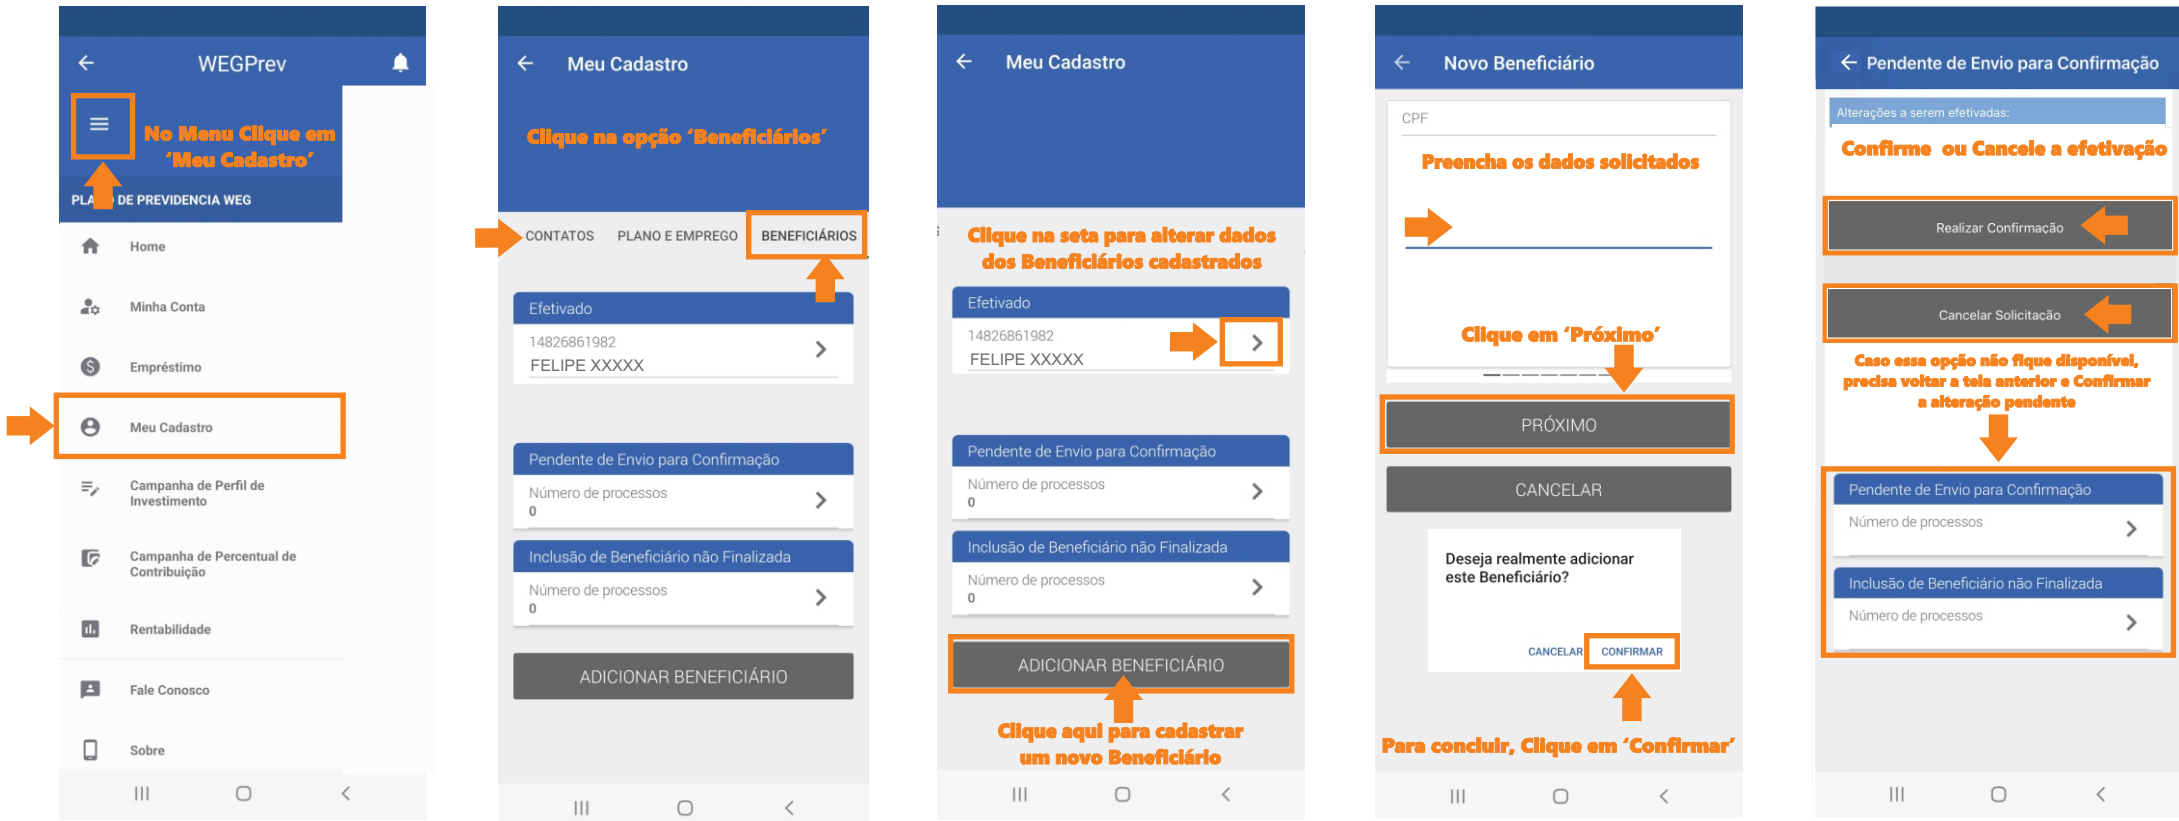 WEGPrev
No Menu Clique em
‘Meu Cadastro’
PLA O DE PREVIDENCIA WEG
Home
Minha Conta
Empréstimo
Meu Cadastro
Campanha de Perfil de
Investimento
Campanha de Percentual de
Contribuição
Rentabilidade
Fale Conosco
Sobre
Meu Cadastro
Clique na opção ‘Beneficiários’
CONTATOS PLANO E EMPREGO BENEFICIÁRIOS
Efetivado
14826861982
FELIPE XXXXX
Pendente de Envio para Confirmação
Número de processos
0
Inclusão de Beneficiário não Finalizada
Número de processos
0
ADICIONAR BENEFICIÁRIO
Meu Cadastro
Clique na seta para alterar dados
dos Beneficiários cadastrados
Efetivado
14826861982
FELIPE XXXXX
Pendente de Envio para Confirmação
Número de processos
0
Inclusão de Beneficiário não Finalizada
Número de processos
0
ADICIONAR BENEFICIÁRIO
Clique aqui para cadastrar
um novo Beneficiário
Novo Beneficiário
CPF
Preencha os dados solicitados
Clique em ‘Próximo’
PRÓXIMO
CANCELAR
Deseja realmente adicionar
este Beneficiário?
CANCELAR CONFIRMAR
Para concluir, Clique em ‘Confirmar’
Pendente de Envio para Confirmação
Alterações a serem efetivadas:
Confirme ou Cancele a efetivação
Realizar Confirmação
Cancelar Solicitação
Caso essa opção não fique disponível,
precisa voltar a tela anterior e Confirmar
a alteração pendente
Pendente de Envio para Confirmação
Número de processos
Inclusão de Beneficiário não Finalizada
Número de processos